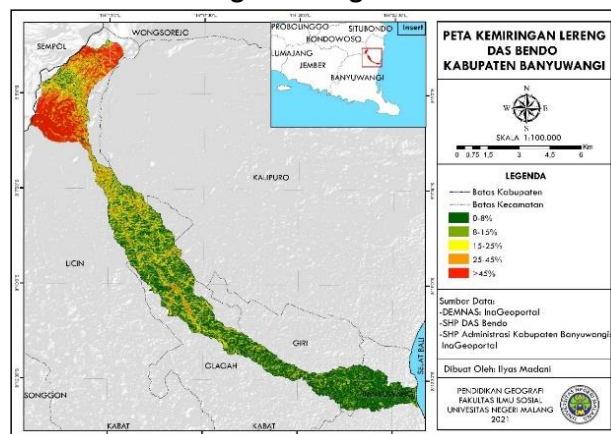 PROBOLINGGO
SITUBONDO
Insert
BONDOWOSO
LUMAJANG
JEMBER
BANYUWANGI
WONGSOREJO
SEMPOL
KALIPURO
LICIN
GIRI
GLAGAH
SELAT BALI
SONGGON
KABAT
KABAT
PETA KEMIRINGAN LERENG
DAS BENDO
KABUPATEN BANYUWANGI
N
W
E
S
SKALA 1:100.000
0 0,75 1,5 3 4,5 6
Km
LEGENDA
Batas Kabupaten
Batas Kecamatan
0-8%
8-15%
15-25%
25-45%
>45%
Sumber Data:
-DEMNAS: InaGeoportal
-SHP DAS Bendo
-SHP Administrasi Kabupaten Banyuwangi:
InaGeoportal
Dibuat Oleh: Ilyas Madani
PENDIDIKAN GEOGRAFI
FAKULTAS ILMU SOSIAL
UNIVESITAS NEGERI MALANG
2021